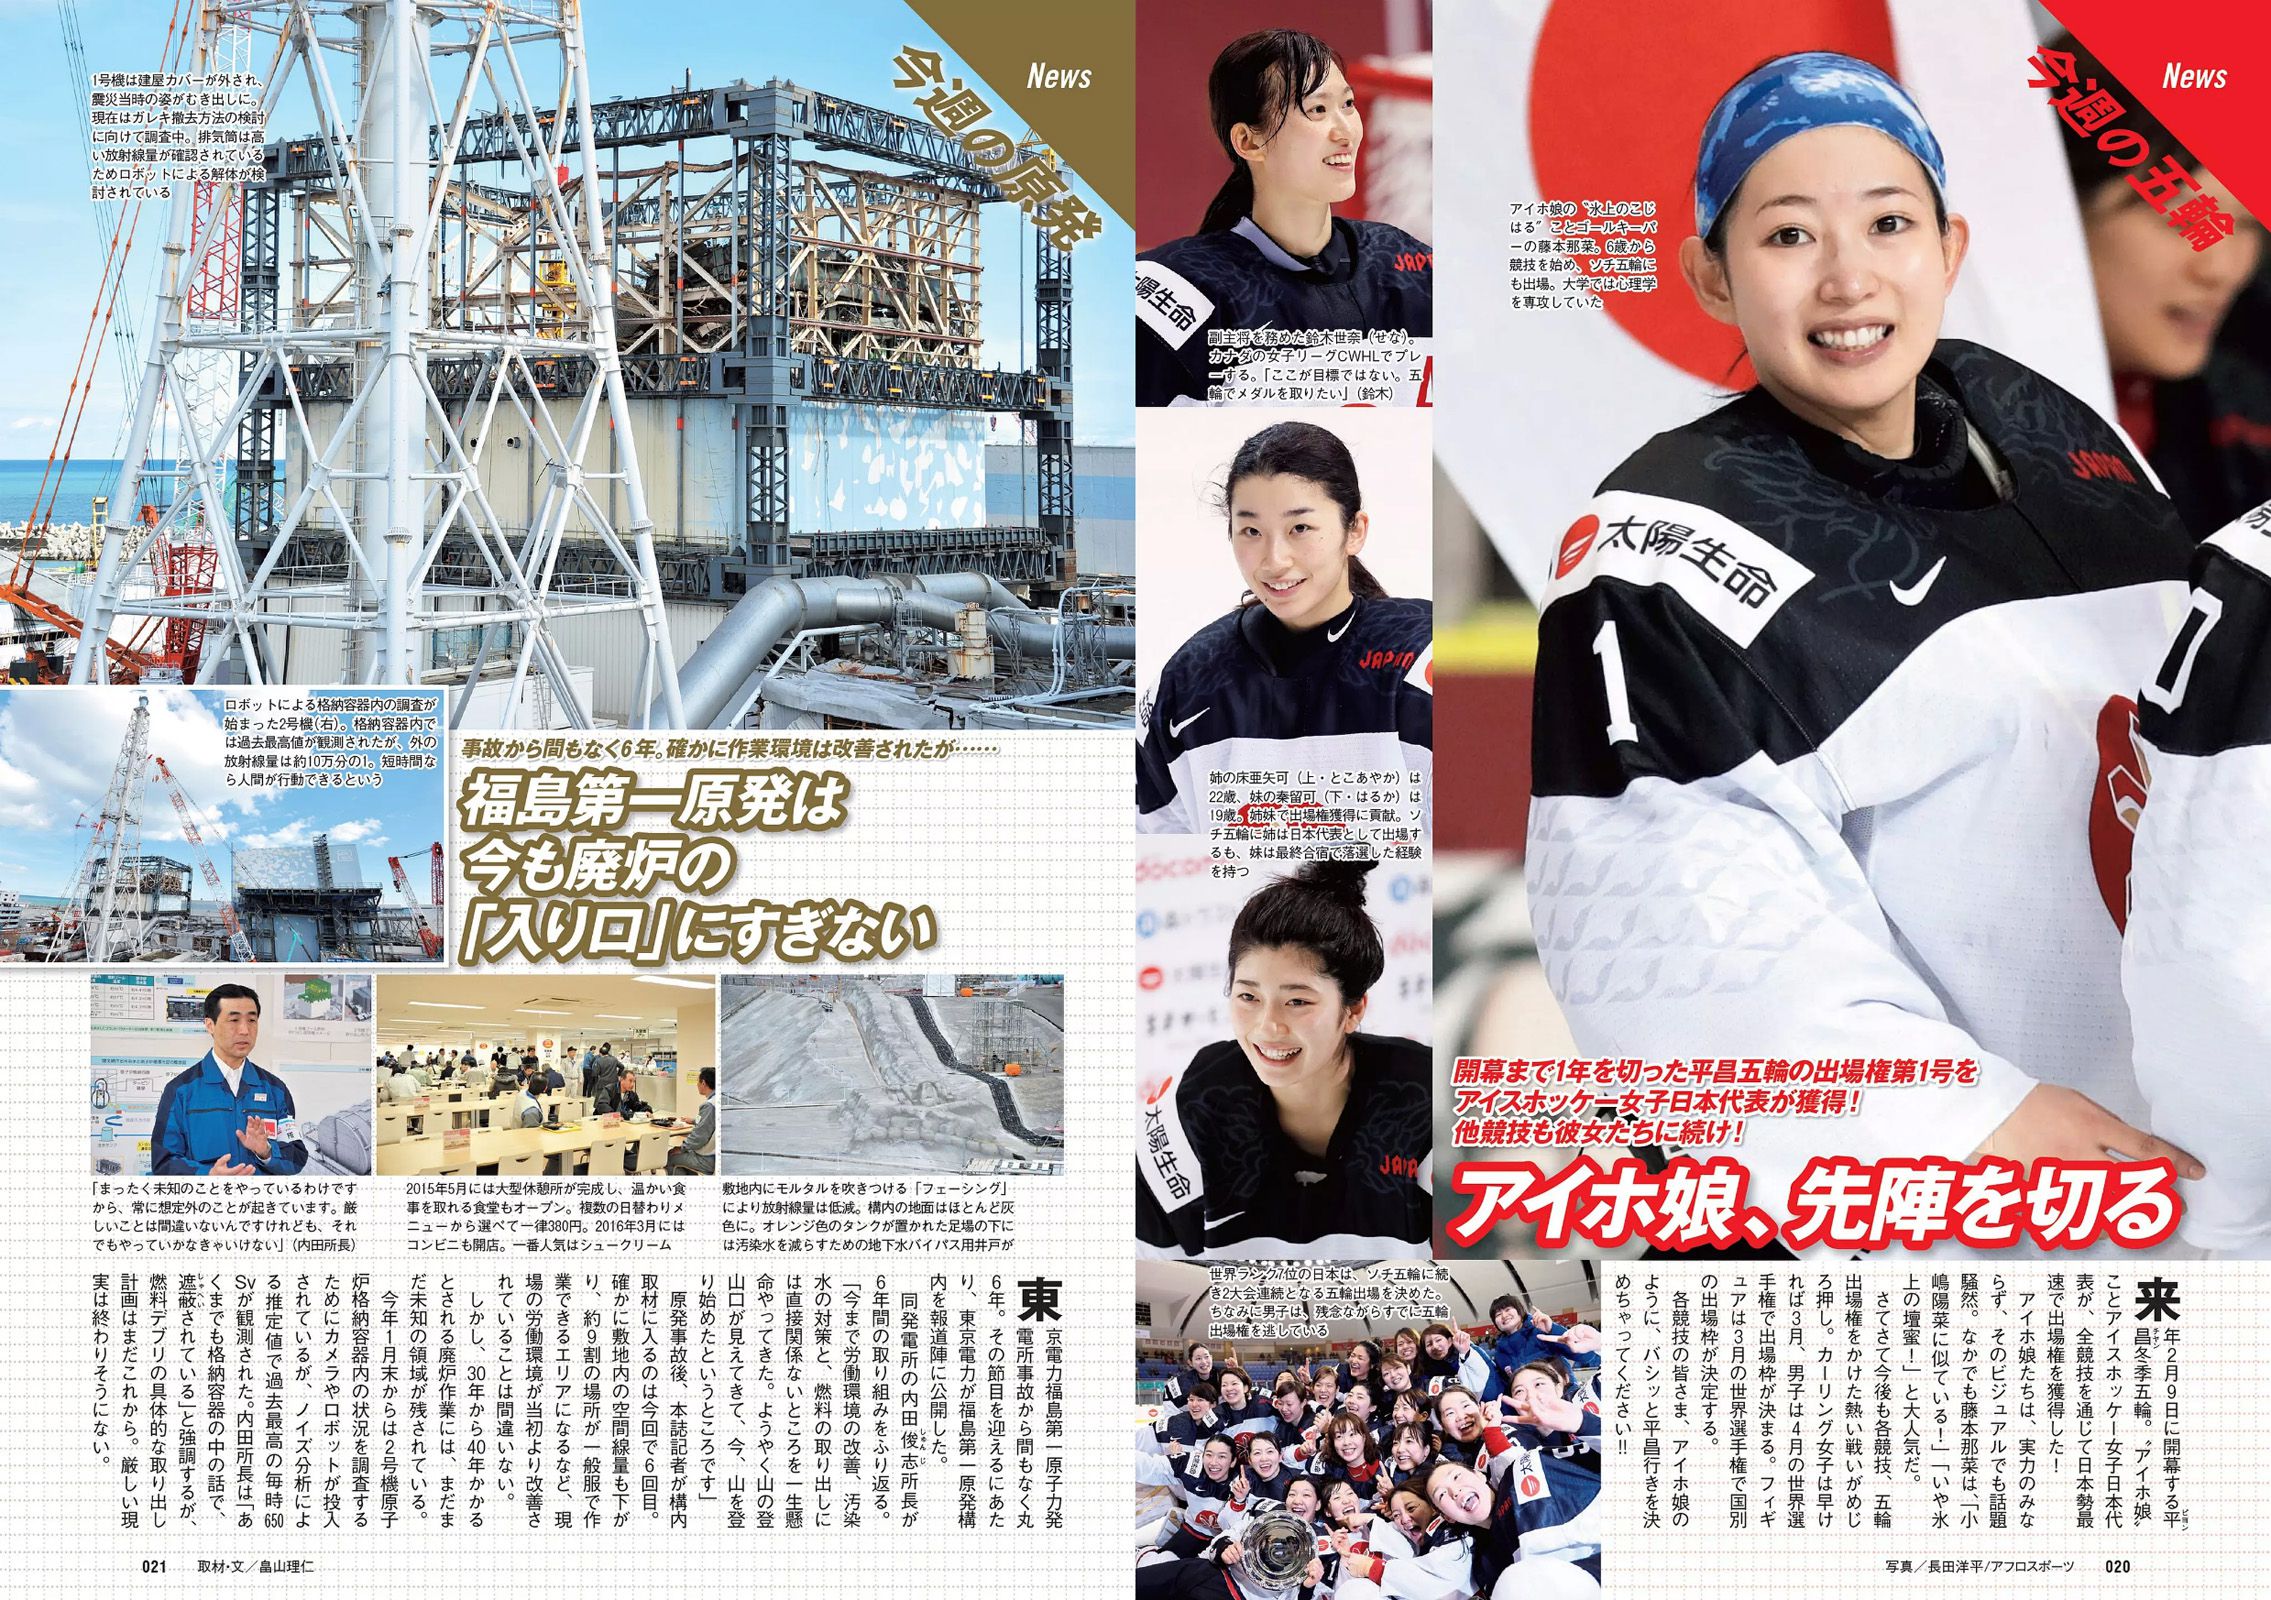 News
今週の五輪
アイホ娘の〝氷上のこじ
はる〟ことゴールキーパ
ーの藤本那菜。6歳から
競技を始め、ソチ五輪に
も出場。大学では心理学
を専攻していた
太陽生命
JAPAN
1
0
開幕まで1年を切った平昌五輪の出場権第1号を
アイスホッケー女子日本代表が獲得!
他競技も彼女たちに続け!
アイホ娘、先陣を切る
陽生命
JAP
副主将を務めた鈴木世奈(せな)。
カナダの女子リーグCWHLでプレ
ーする。「ここが目標ではない。五
輪でメダルを取りたい」(鈴木)
JAPAN
姉の床亜矢可(上・とこあやか)は
22歳、妹の秦留可(下・はるか)は
19歳。姉妹で出場権獲得に貢献。ソ
チ五輪に姉は日本代表として出場す
るも、妹は最終合宿で落選した経験
を持つ
太陽生命
JAPA
世界ランク7位の日本は、ソチ五輪に続
き2大会連続となる五輪出場を決めた。
ちなみに男子は、残念ながらすでに五輪
出場権を逃している
来年2月9日に開幕する平
昌冬季五輪。〝アイホ娘〟
ピョン
チャン
ことアイスホッケー女子日本代
表が、全競技を通じて日本勢最
速で出場権を獲得した!
アイホ娘たちは、実力のみな
らず、そのビジュアルでも話題
騒然。なかでも藤本那菜は、「小
嶋陽菜に似ている!」「いや氷
上の壇蜜!」と大人気だ。
さてさて今後も各競技、五輪
出場権をかけた熱い戦いがめじ
ろ押し。カーリング女子は早け
れば3月、男子は4月の世界選
手権で出場枠が決まる。フィギ
ュアは3月の世界選手権で国別
の出場枠が決定する。
各競技の皆さま、アイホ娘の
ように、バシッと平昌行きを決
めちゃってください!!
写真/長田洋平/アフロスポーツ
020
News
今週の原発
1号機は建屋カバーが外され、
震災当時の姿がむき出しに。
現在はガレキ撤去方法の検討
に向けて調査中。排気筒は高
い放射線量が確認されている
ためロボットによる解体が検
討されている
ロボットによる格納容器内の調査が
始まった2号機(右)。格納容器内で
は過去最高値が観測されたが、外の
放射線量は約10万分の1。短時間な
ら人間が行動できるという
事故から間もなく6年。確かに作業環境は改善されたが……
福島第一原発は
今も廃炉の
「入り口」にすぎない
「まったく未知のことをやっているわけです
から、常に想定外のことが起きています。厳
しいことは間違いないんですけれども、それ
でもやっていかなきゃいけない」(内田所長)
2015年5月には大型休憩所が完成し、温かい食
事を取れる食堂もオープン。複数の日替わりメ
ニューから選べて一律380円。2016年3月には
コンビニも開店。一番人気はシュークリーム
敷地内にモルタルを吹きつける「フェーシング」
により放射線量は低減。構内の地面はほとんど灰
色に。オレンジ色のタンクが置かれた足場の下に
は汚染水を減らすための地下水バイパス用井戸が
東京電力福島第一原子力発
電所事故から間もなく丸
6年。その節目を迎えるにあた
り、東京電力が福島第一原発構
内を報道陣に公開した。
同発電所の内田俊志所長が
しゅんじ
6年間の取り組みをふり返る。
「今まで労働環境の改善、汚染
水の対策と、燃料の取り出しに
は直接関係ないところを一生懸
命やってきた。ようやく山の登
山口が見えてきて、今、山を登
り始めたというところです」
原発事故後、本誌記者が構内
取材に入るのは今回で6回目。
確かに敷地内の空間線量も下が
り、約9割の場所が一般服で作
業できるエリアになるなど、現
場の労働環境が当初より改善さ
れていることは間違いない。
しかし、30年から40年かかる
とされる廃炉作業には、まだま
だ未知の領域が残されている。
今年1月末からは2号機原子
炉格納容器内の状況を調査する
ためにカメラやロボットが投入
されているが、ノイズ分析によ
る推定値で過去最高の毎時650
Svが観測された。内田所長は「あ
くまでも格納容器の中の話で、
遮蔽されている」と強調するが、
しゃへい
燃料デブリの具体的な取り出し
計画はまだこれから。厳しい現
実は終わりそうにない。
021
取材・文/畠山理仁